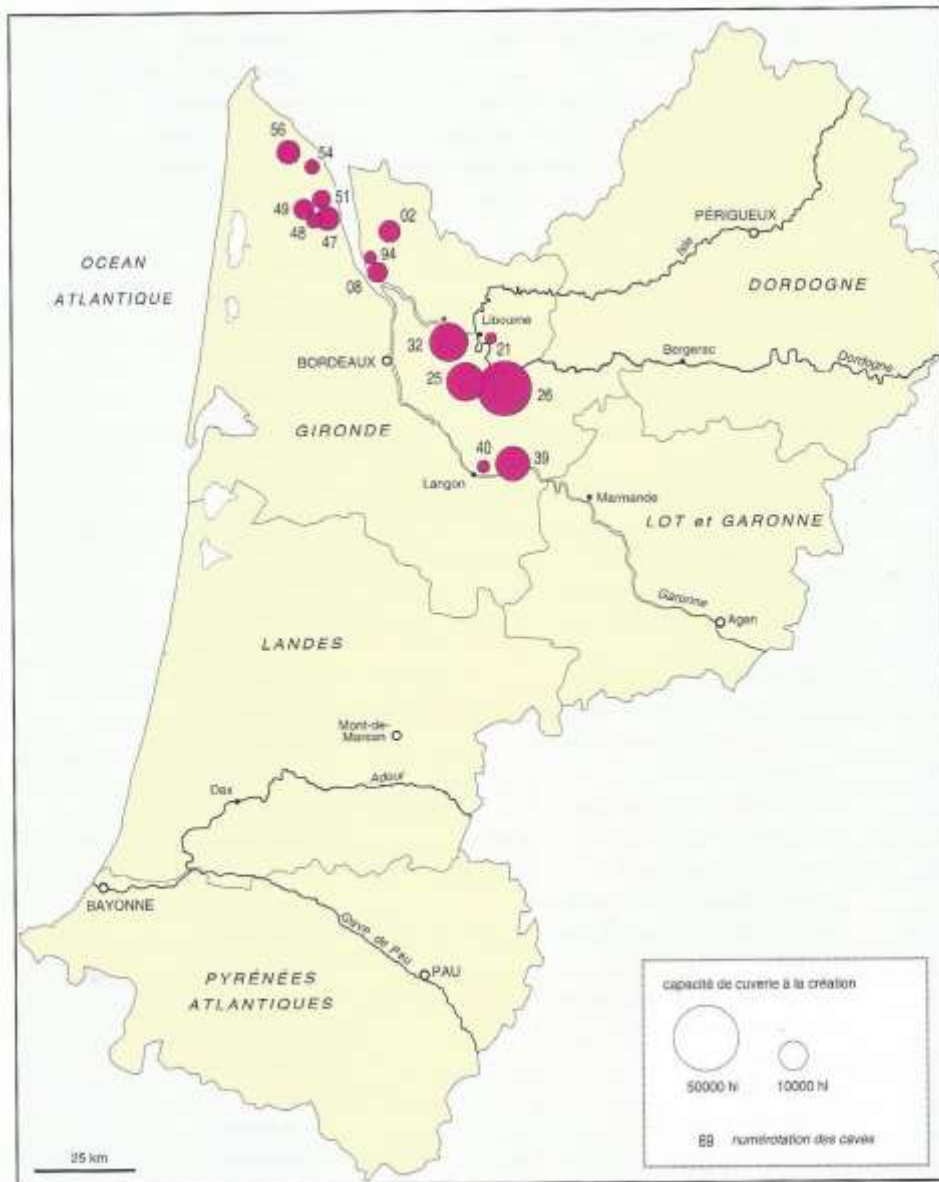 56
54
51
49
48
47
02
94
08
PÉRIGUEUX
Isle
OCEAN
ATLANTIQUE
DORDOGNE
Libourne
32
21
BORDEAUX
Bergerac
Dordogne
25
26
GIRONDE
40
39
Langon
Marmande
LOT et GARONNE
Garonne
Agen
LANDES
Mont-de-
Marsan
Adour
Dax
BAYONNE
Gave de Pau
PAU
PYRÉNÉES
ATLANTIQUES
capacité de cuverie à la création
50000 hl
10000 hl
69 numérotation des caves
25 km